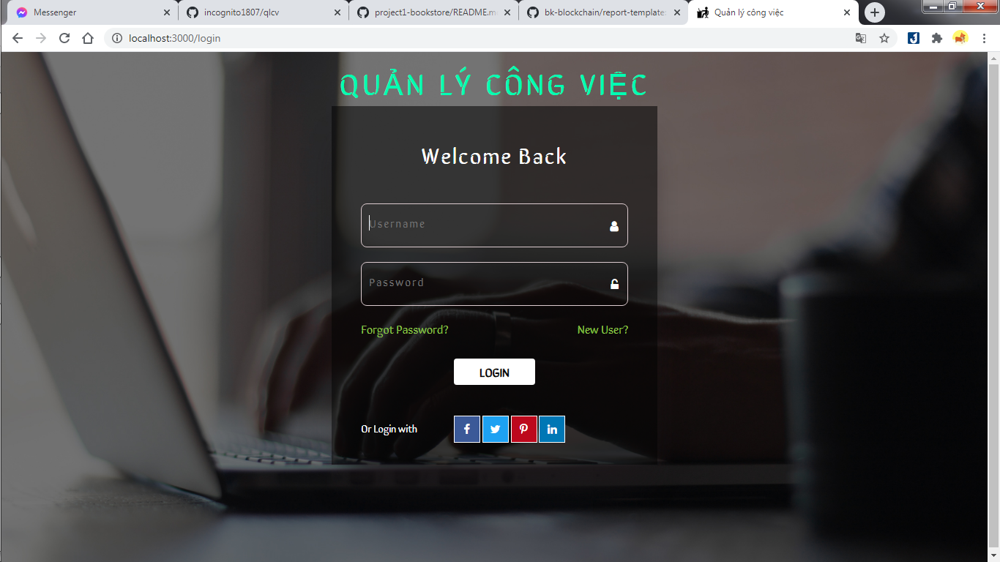 Messenger
incognito1807/qlcv
project1-bookstore/README.m
bk-blockchain/report-template
Quản lý công việc
localhost:3000/login
QUẢN LÝ CÔNG VIỆC
Welcome Back
Username
Password
Forgot Password? New User?
LOGIN
Or Login with